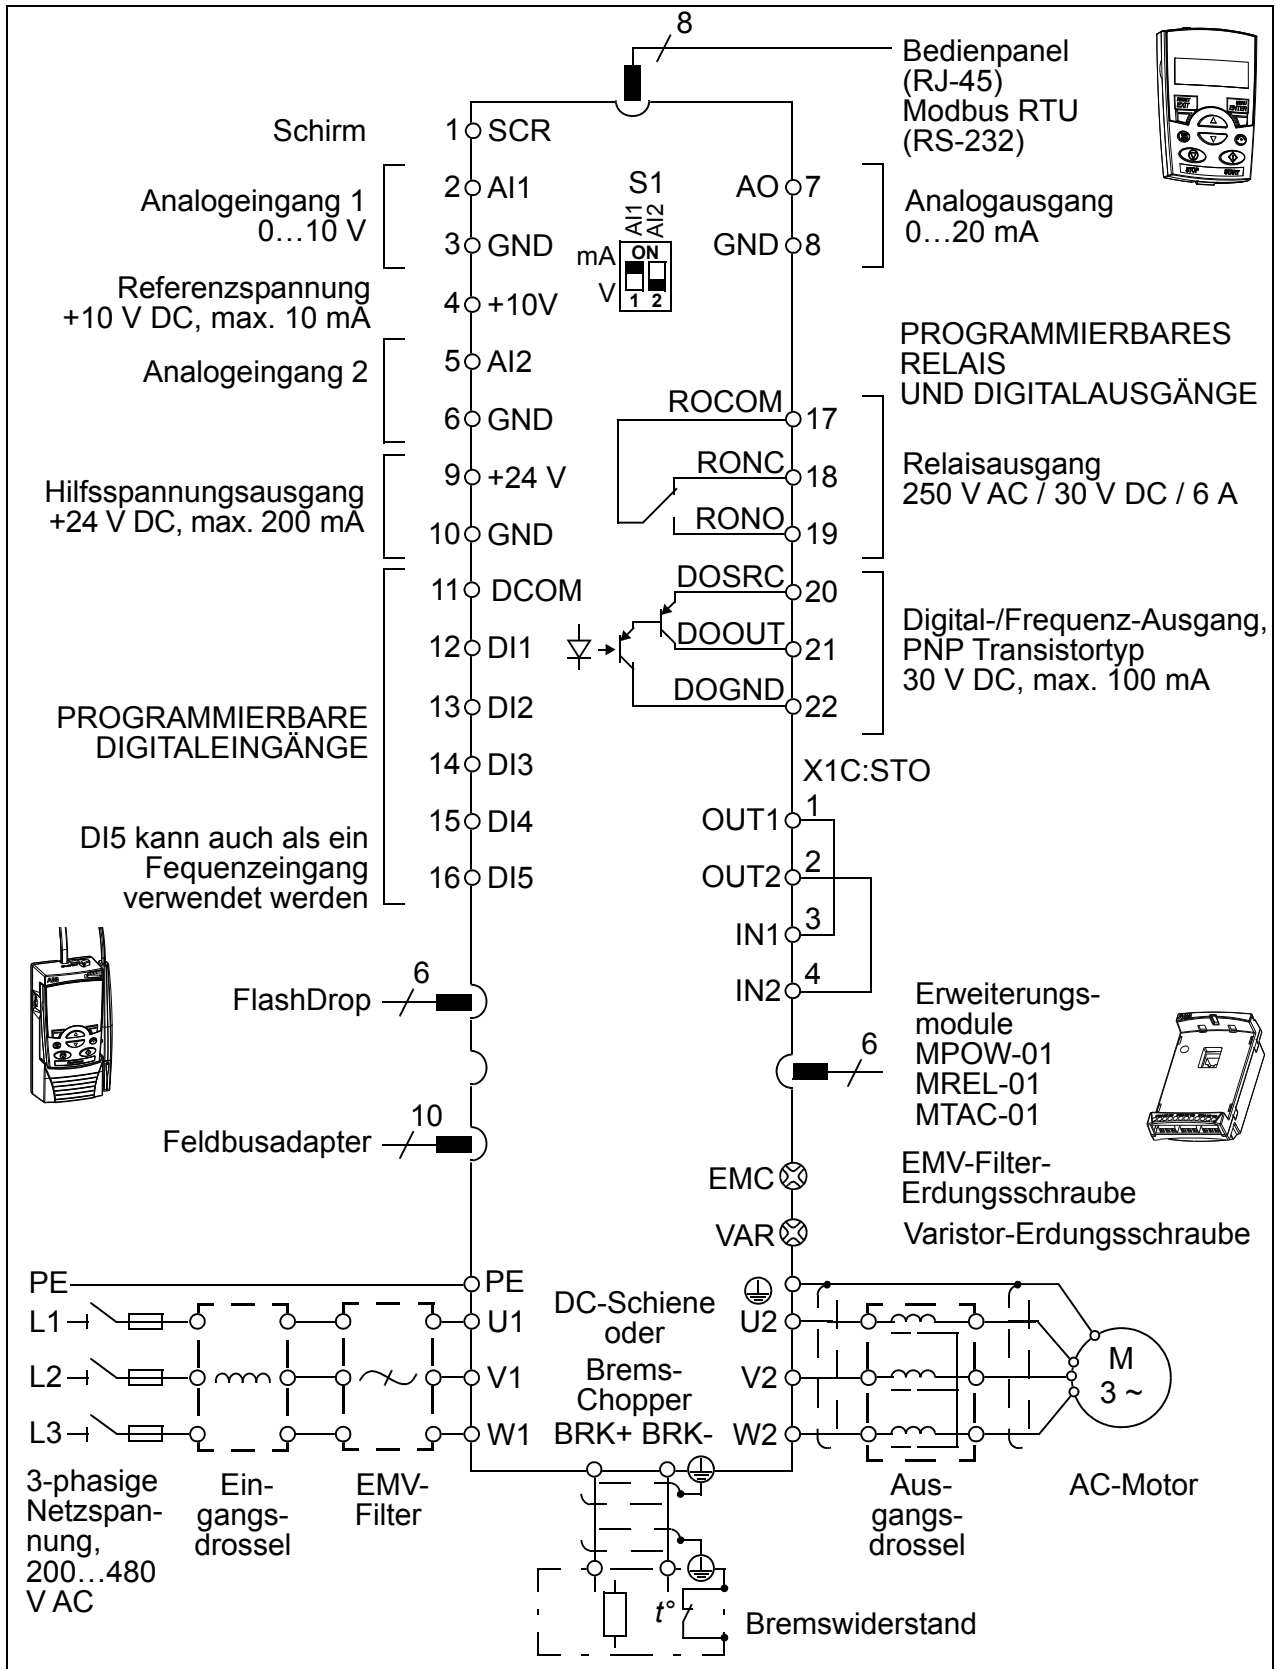 8
Bedienpanel
(RJ-45)
Modbus RTU
(RS-232)
Schirm
1 SCR
Analogeingang 1
0…10 V
2 AI1
3 GND
S1
AI1
AI2
mA
V
ON
1 2
AO 7
GND 8
Analogausgang
0…20 mA
Referenzspannung
+10 V DC, max. 10 mA
4 +10V
Analogeingang 2
5 AI2
6 GND
PROGRAMMIERBARES
RELAIS
UND DIGITALAUSGÄNGE
ROCOM 17
RONC 18
RONO 19
Relaisausgang
250 V AC / 30 V DC / 6 A
Hilfsspannungsausgang
+24 V DC, max. 200 mA
9 +24 V
10 GND
11 DCOM
12 DI1
13 DI2
14 DI3
15 DI4
16 DI5
PROGRAMMIERBARE
DIGITALEINGÄNGE
DI5 kann auch als ein
Fequenzeingang
verwendet werden
DOSRC 20
DOOUT 21
DOGND 22
Digital-/Frequenz-Ausgang,
PNP Transistortyp
30 V DC, max. 100 mA
X1C:STO
OUT1 1
OUT2 2
IN1 3
IN2 4
FlashDrop 6
Feldbusadapter 10
6
Erweiterungs-
module
MPOW-01
MREL-01
MTAC-01
EMC
EMV-Filter-
Erdungsschraube
VAR
Varistor-Erdungsschraube
PE PE
L1 U1
L2 V1
L3 W1
DC-Schiene
oder
Brems-
Chopper
BRK+ BRK-
U2
V2
W2
M
3 ~
3-phasige
Netzspan-
nung,
200…480
V AC
Ein-
gangs-
drossel
EMV-
Filter
Aus-
gangs-
drossel
AC-Motor
t°
Bremswiderstand
STOP
START